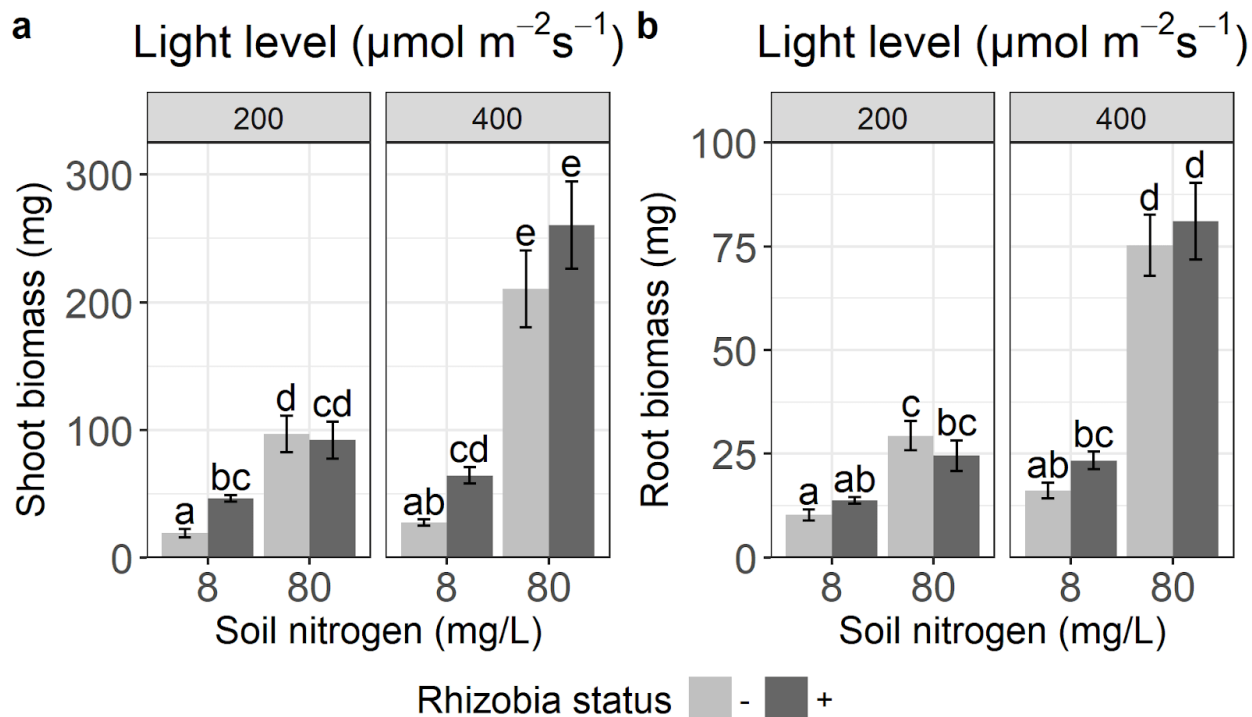 a
Light level (µmol m⁻²s⁻¹)
200 400
Shoot biomass (mg)
300
200
100
0
a bc d cd
ab cd e e
8 80 8 80
Soil nitrogen (mg/L)
b
Light level (µmol m⁻²s⁻¹)
200 400
Root biomass (mg)
100
75
50
25
0
a ab c bc
ab bc d d
8 80 8 80
Soil nitrogen (mg/L)
Rhizobia status - +